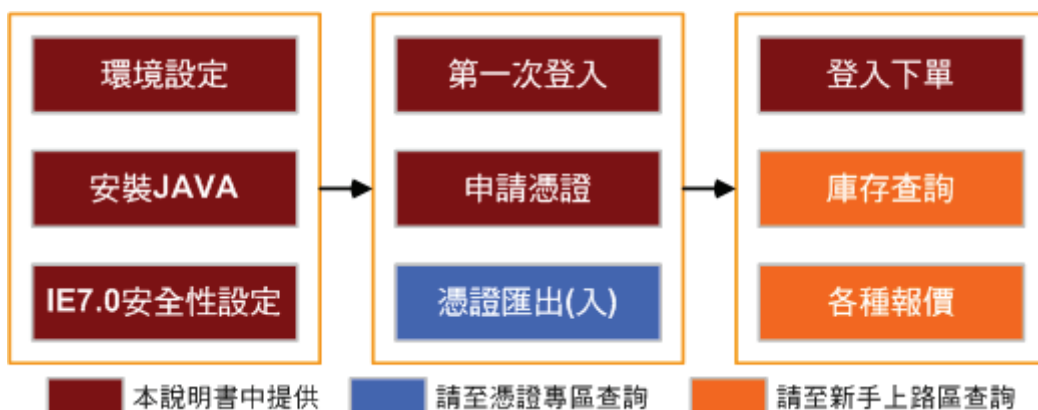 環境設定
安裝JAVA
IE7.0安全性設定
第一次登入
申請憑證
憑證匯出(入)
登入下單
庫存查詢
各種報價
本說明書中提供
請至憑證專區查詢
請至新手上路區查詢